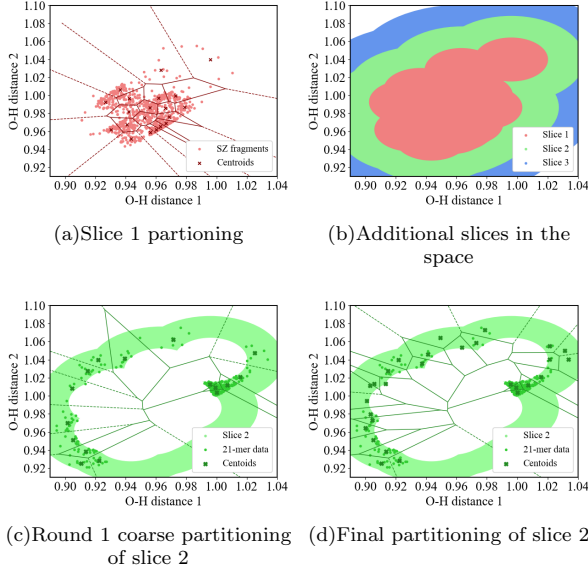 1.10
1.08
1.06
1.04
1.02
1.00
0.98
0.96
0.94
0.92
O-H distance 2
SZ fragments
Centroids
0.90 0.92 0.94 0.96 0.98 1.00 1.02 1.04
O-H distance 1
(a)Slice 1 partioning
1.10
1.08
1.06
1.04
1.02
1.00
0.98
0.96
0.94
0.92
O-H distance 2
Slice 1
Slice 2
Slice 3
0.90 0.92 0.94 0.96 0.98 1.00 1.02 1.04
O-H distance 1
(b)Additional slices in the
space
1.10
1.08
1.06
1.04
1.02
1.00
0.98
0.96
0.94
0.92
O-H distance 2
Slice 2
21-mer data
Centoids
0.90 0.92 0.94 0.96 0.98 1.00 1.02 1.04
O-H distance 1
(c)Round 1 coarse partitioning
of slice 2
1.10
1.08
1.06
1.04
1.02
1.00
0.98
0.96
0.94
0.92
O-H distance 2
Slice 2
21-mer data
Centoids
0.90 0.92 0.94 0.96 0.98 1.00 1.02 1.04
O-H distance 1
(d)Final partitioning of slice 2